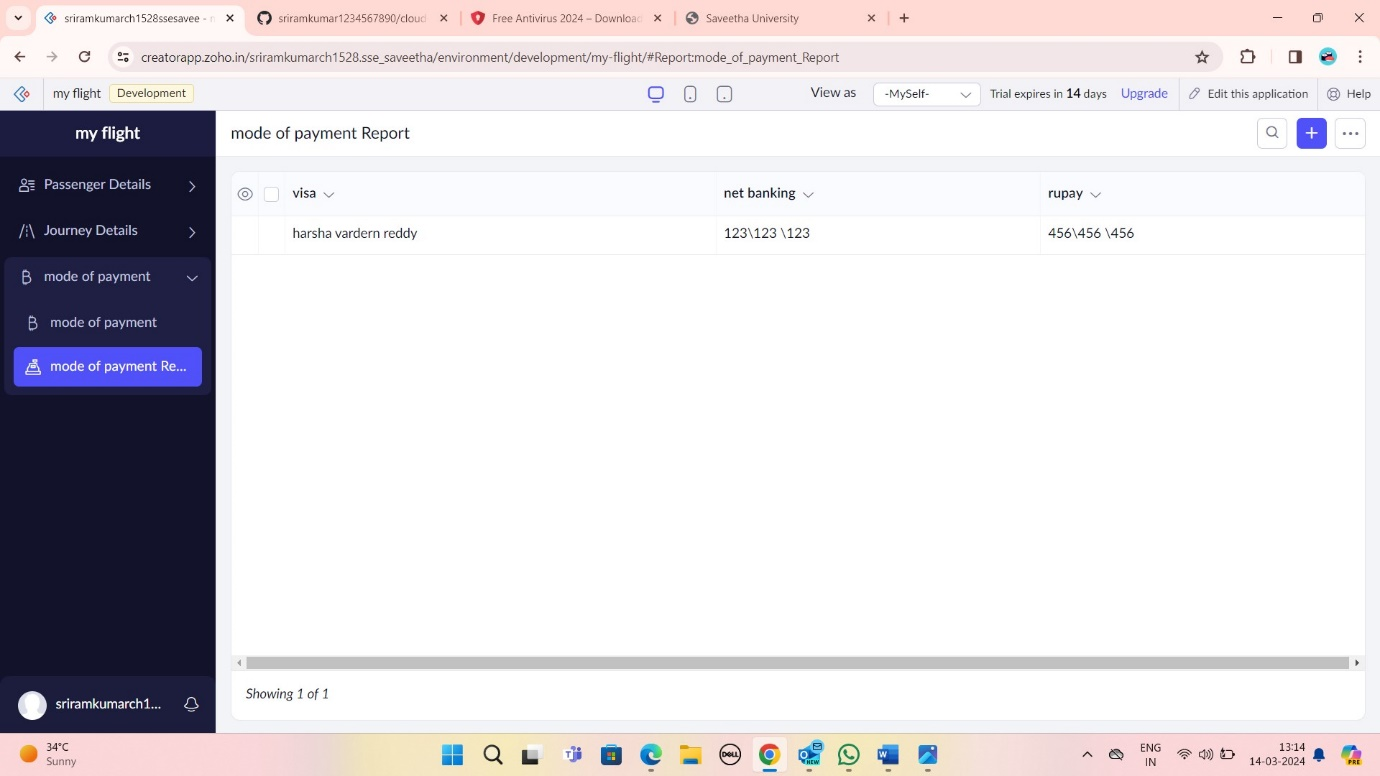 sriramkumarch1528ssesavee - n
sriramkumar1234567890/cloud
Free Antivirus 2024 – Download
Saveetha University
creatorapp.zoho.in/sriramkumarch1528.sse_saveetha/environment/development/my-flight/#Report:mode_of_payment_Report
my flight
Development
View as
-MySelf-
Trial expires in 14 days
Upgrade
Edit this application
Help
my flight
mode of payment Report
Passenger Details
Journey Details
mode of payment
mode of payment
mode of payment Re...
visa
net banking
rupay
harsha vardern reddy
123\123 \123
456\456 \456
Showing 1 of 1
sriramkumarch1...
34°C
Sunny
DELL
NEW
ENG
IN
13:14
14-03-2024
PRE